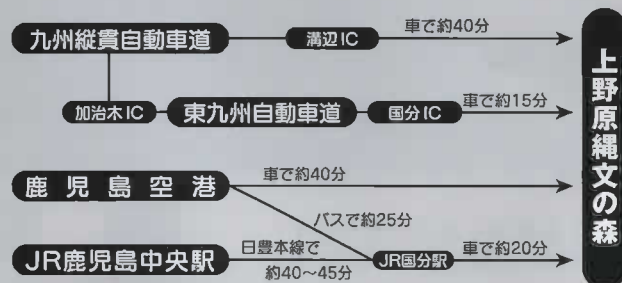 九州縦貫自動車道
溝辺IC
車で約40分
加治木IC
東九州自動車道
国分IC
車で約15分
鹿児島空港
車で約40分
バスで約25分
JR鹿児島中央駅
日豊本線で
約40〜45分
JR国分駅
車で約20分
上野原縄文の森